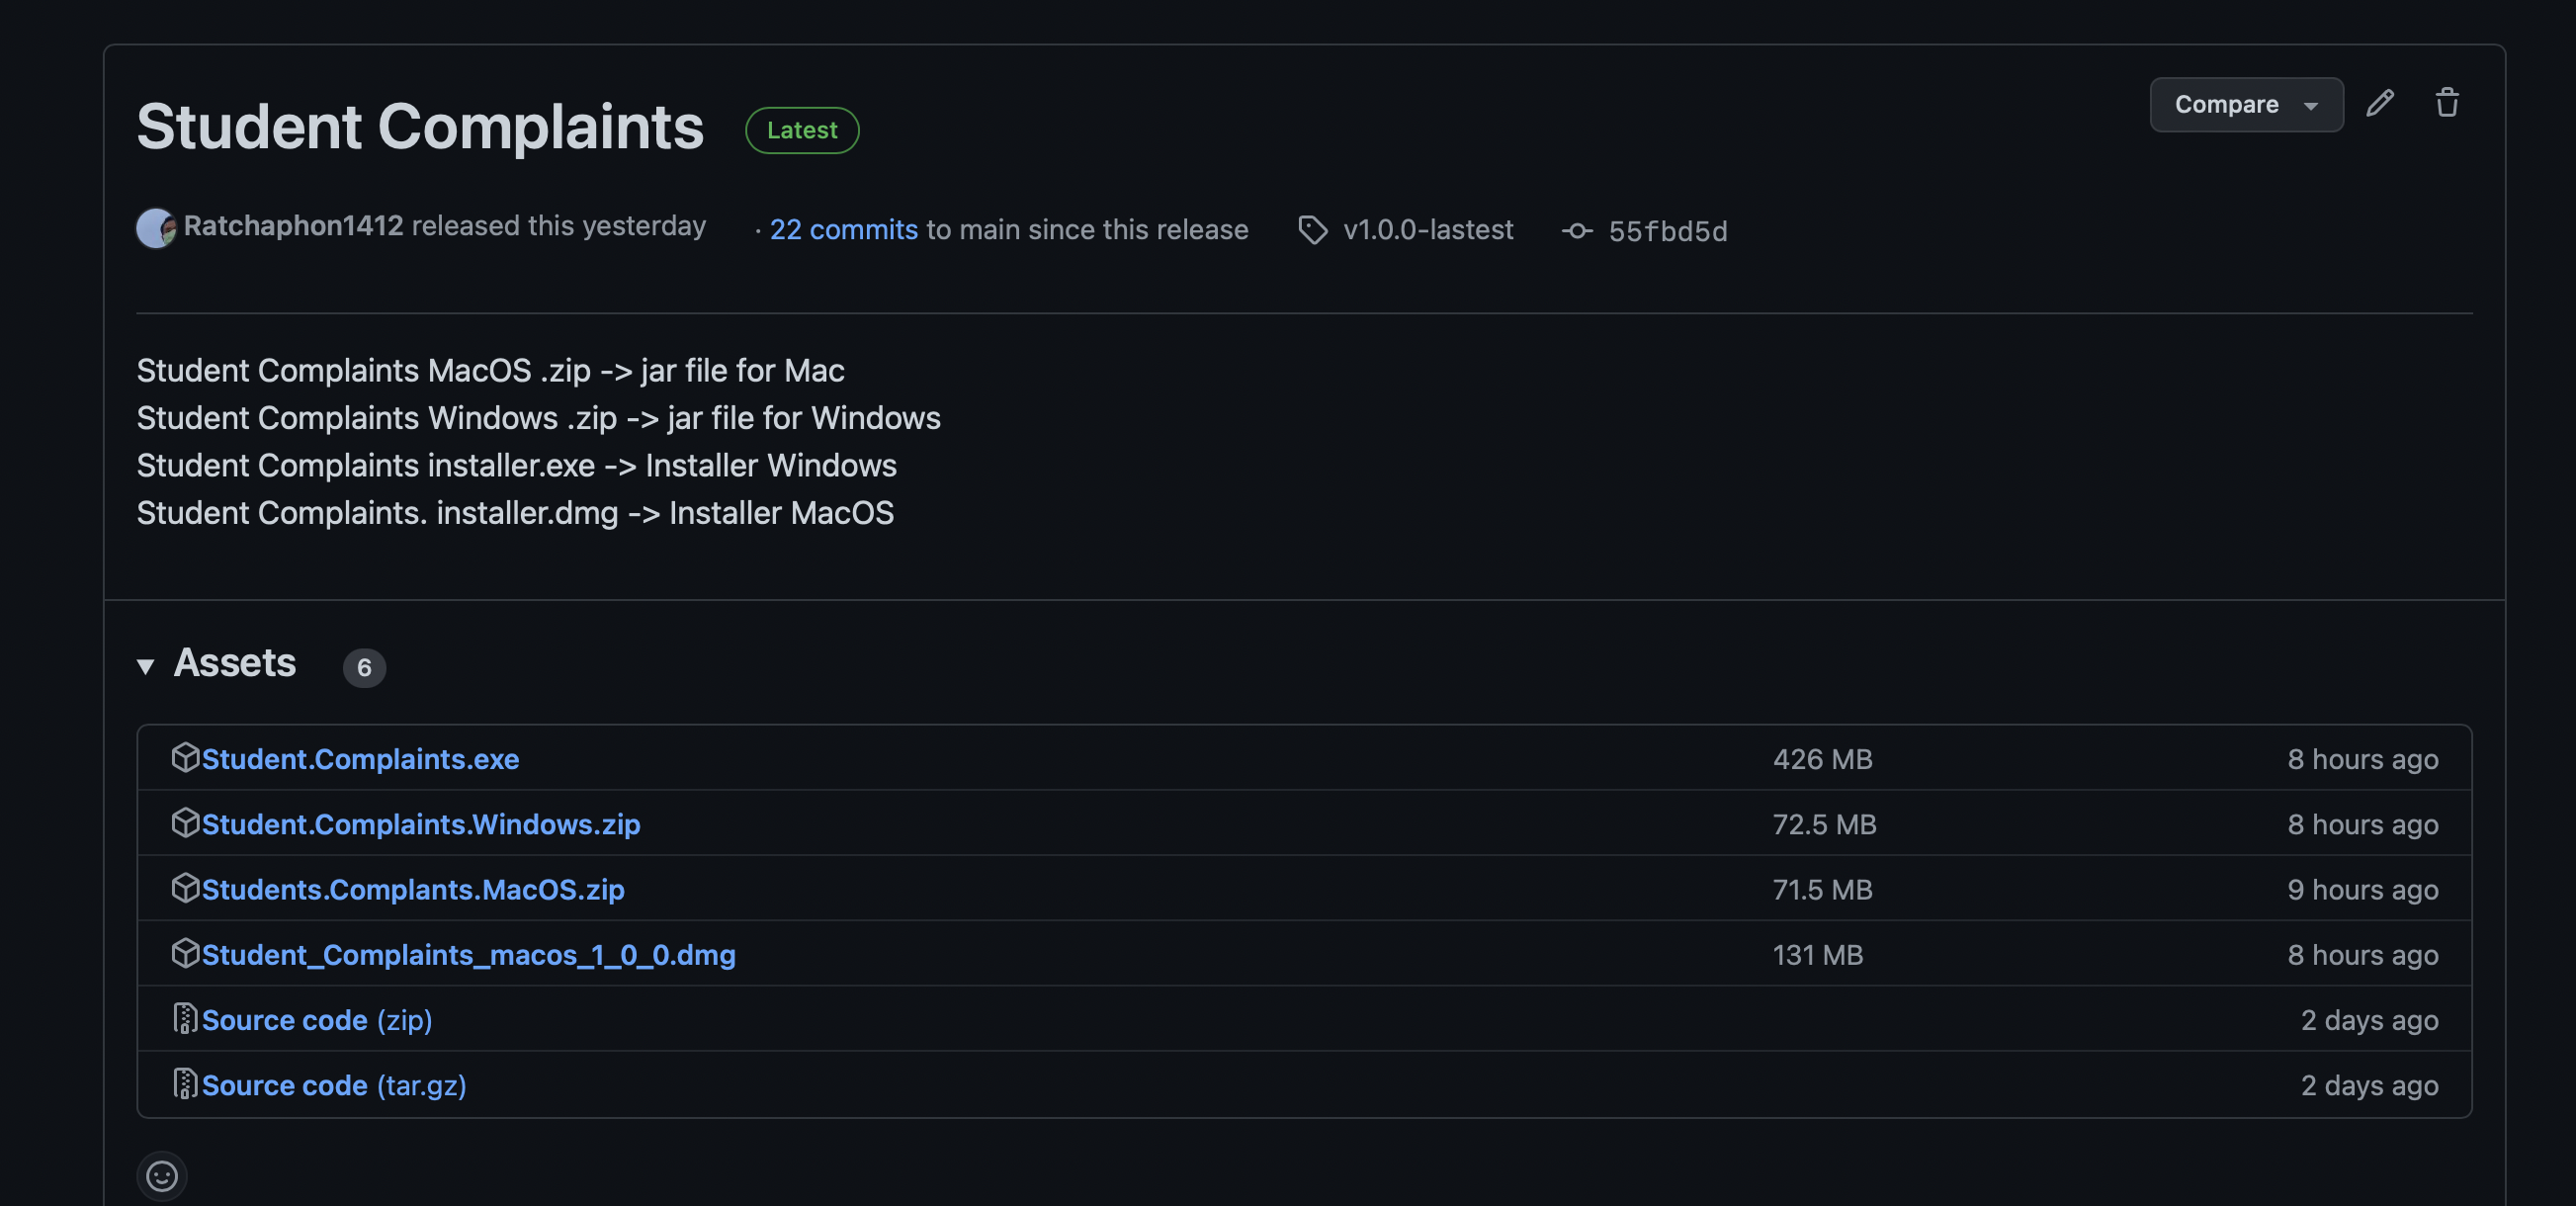 Student Complaints Latest Compare
Ratchaphon1412 released this yesterday · 22 commits to main since this release v1.0.0-lastest 55fbd5d
Student Complaints MacOS .zip -> jar file for Mac
Student Complaints Windows .zip -> jar file for Windows
Student Complaints installer.exe -> Installer Windows
Student Complaints. installer.dmg -> Installer MacOS
Assets 6
Student.Complaints.exe 426 MB 8 hours ago
Student.Complaints.Windows.zip 72.5 MB 8 hours ago
Students.Complants.MacOS.zip 71.5 MB 9 hours ago
Student_Complaints_macos_1_0_0.dmg 131 MB 8 hours ago
Source code (zip) 2 days ago
Source code (tar.gz) 2 days ago